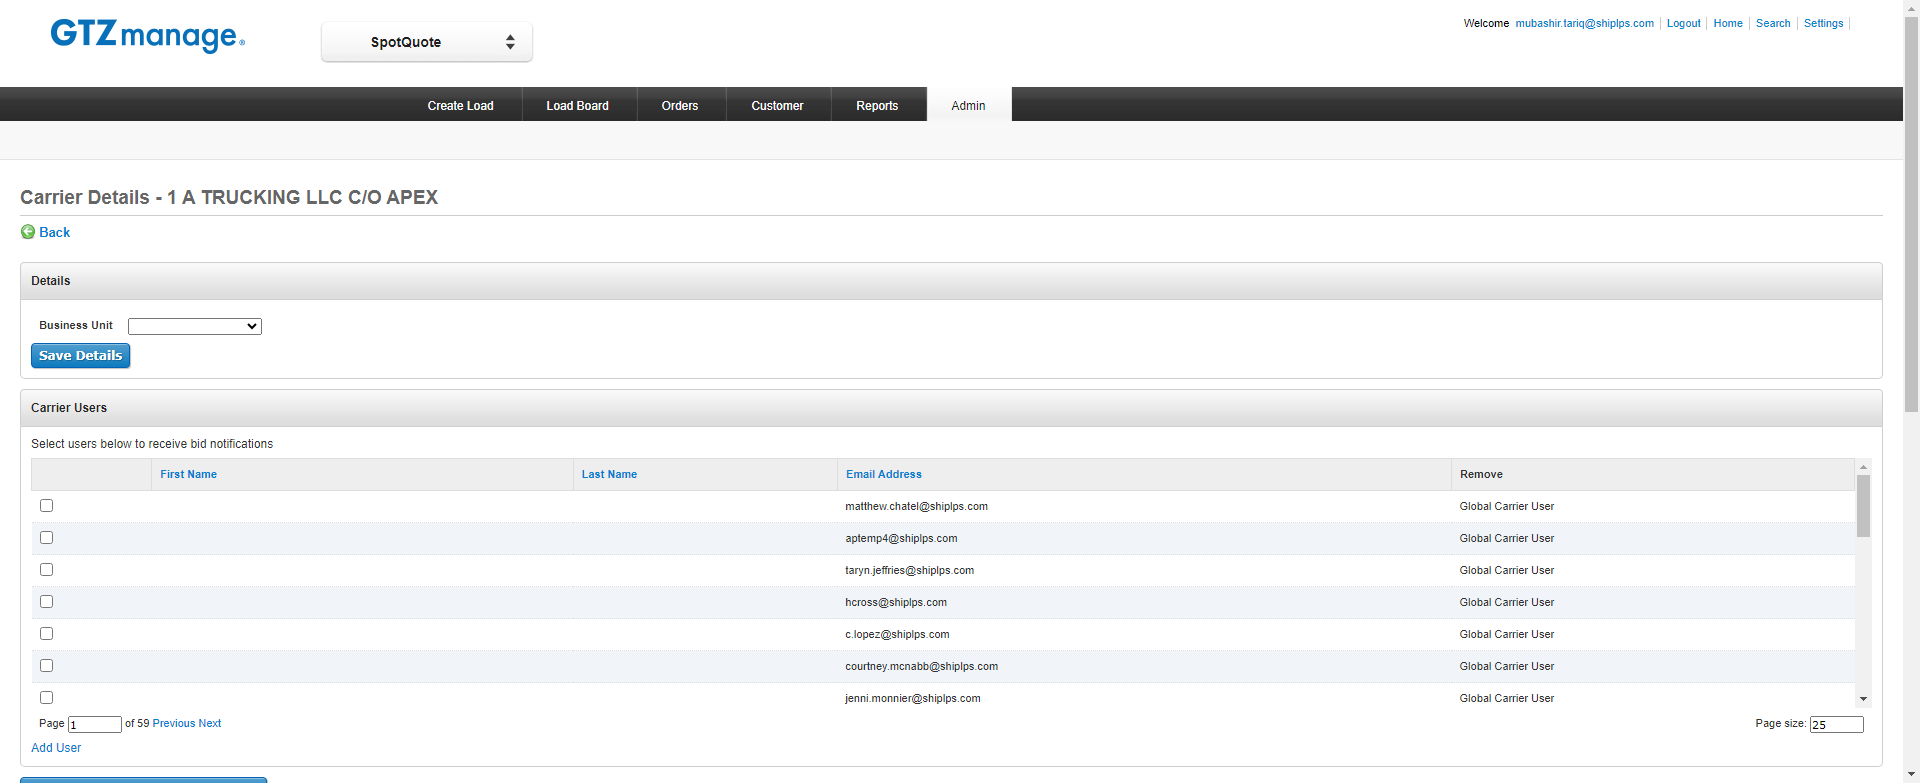 GTZmanage®
SpotQuote
Welcome mubashir.tariq@shiplps.com Logout Home Search Settings
Create Load Load Board Orders Customer Reports Admin
Carrier Details - 1 A TRUCKING LLC C/O APEX
Back
Details
Business Unit
Save Details
Carrier Users
Select users below to receive bid notifications
First Name Last Name Email Address Remove
matthew.chatel@shiplps.com Global Carrier User
aptemp4@shiplps.com Global Carrier User
taryn.jeffries@shiplps.com Global Carrier User
hcross@shiplps.com Global Carrier User
c.lopez@shiplps.com Global Carrier User
courtney.mcnabb@shiplps.com Global Carrier User
jenni.monnier@shiplps.com Global Carrier User
Page 1 of 59 Previous Next Page size: 25
Add User